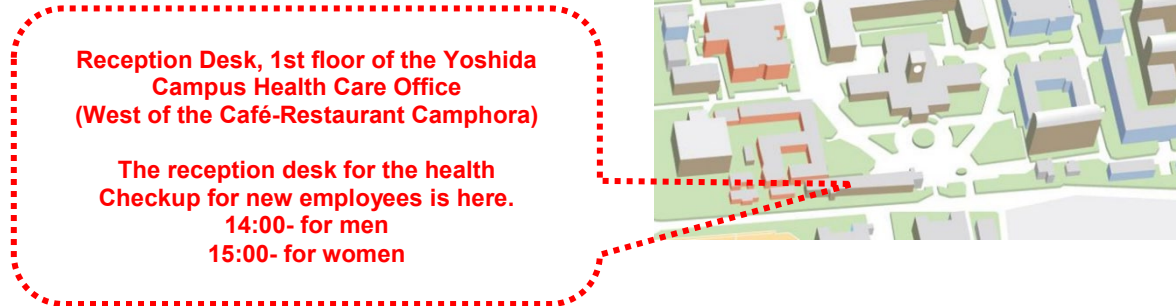 Reception Desk, 1st floor of the Yoshida
Campus Health Care Office
(West of the Café-Restaurant Camphora)
The reception desk for the health
Checkup for new employees is here.
14:00- for men
15:00- for women